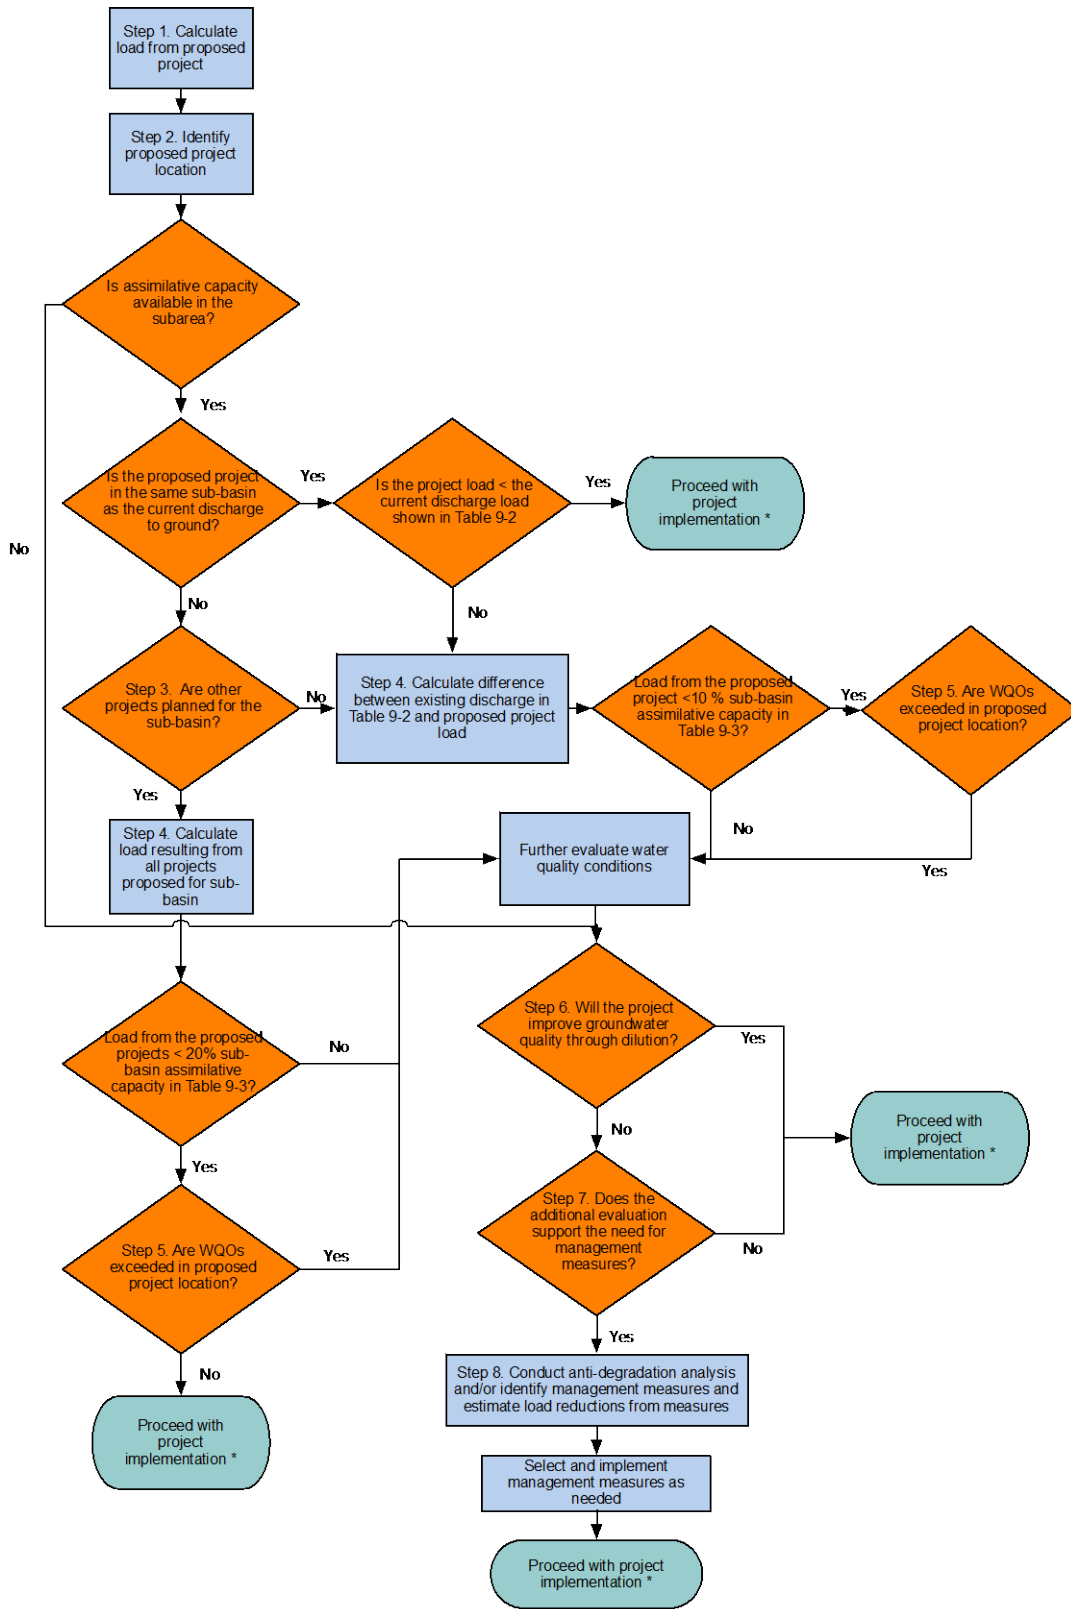 Step 1. Calculate
load from proposed
project
Step 2. Identify
proposed project
location
Is assimilative capacity
available in the
subarea?
Yes
No
Is the proposed project
in the same sub-basin
as the current discharge
to ground?
Yes
Is the project load < the
current discharge load
shown in Table 9-2
Yes
Proceed with
project
implementation *
No
No
Step 3. Are other
projects planned for
the sub-basin?
No
Step 4. Calculate difference
between existing discharge in
Table 9-2 and proposed project
load
Load from the proposed
project <10 % sub-basin
assimilative capacity in
Table 9-3?
Yes
Step 5. Are WQOs
exceeded in proposed
project location?
Yes
No
Yes
Step 4. Calculate
load resulting from
all projects
proposed for sub-
basin
Further evaluate water
quality conditions
Load from the proposed
projects < 20% sub-
basin assimilative
capacity in Table 9-3?
No
Yes
Step 5. Are WQOs
exceeded in proposed
project location?
Yes
No
Proceed with
project
implementation *
Step 6. Will the project
improve groundwater
quality through dilution?
Yes
No
Proceed with
project
implementation *
Step 7. Does the
additional evaluation
support the need for
management
measures?
No
Yes
Step 8. Conduct anti-degradation analysis
and/or identify management measures and
estimate load reductions from measures
Select and implement
management measures as
needed
Proceed with project
implementation *